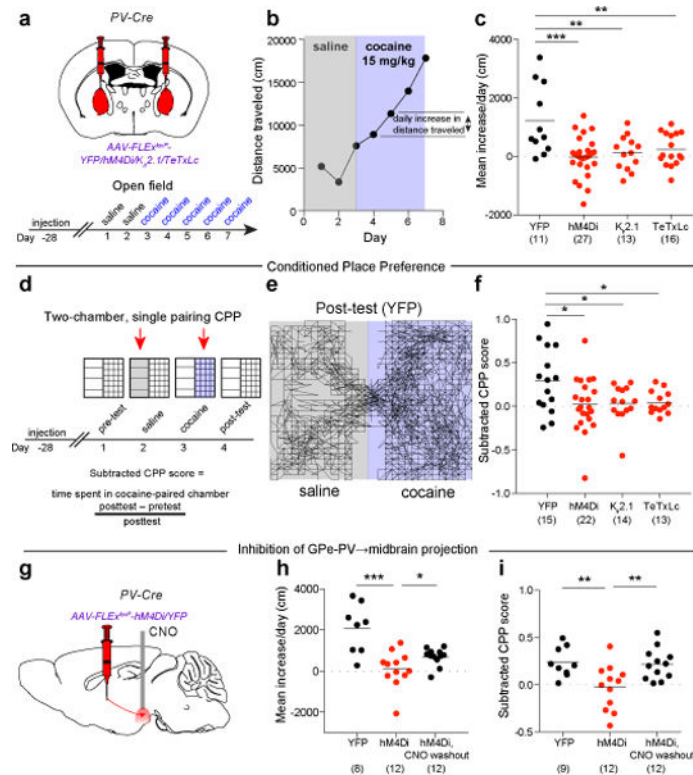 a
PV-Cre
AAV-FLEx^loxP-
YFP/hM4Di/K_ir2.1/TeTxLc
Open field
injection
saline
saline
cocaine
cocaine
cocaine
cocaine
cocaine
Day -28 1 2 3 4 5 6 7
b
saline
cocaine
15 mg/kg
Distance traveled (cm)
20000
15000
10000
5000
0
daily increase in
distance traveled
0 2 4 6 8
Day
c
** 
**
***
Mean increase/day (cm)
4000
2000
0
-2000
YFP hM4Di K_ir2.1 TeTxLc
(11) (27) (13) (16)
Conditioned Place Preference
d
Two-chamber, single pairing CPP
pre-test
saline
cocaine
post-test
injection
Day -28 1 2 3 4
Subtracted CPP score =
time spent in cocaine-paired chamber
posttest – pretest
posttest
e
Post-test (YFP)
saline cocaine
f
*
*
*
Subtracted CPP score
1.0
0.5
0.0
-0.5
-1.0
YFP hM4Di K_ir2.1 TeTxLc
(15) (22) (14) (13)
Inhibition of GPe-PV→midbrain projection
g
PV-Cre
AAV-FLEx^loxP-hM4Di/YFP
CNO
h
*** *
Mean increase/day (cm)
4000
2000
0
-2000
YFP hM4Di hM4Di,
CNO washout
(8) (12) (12)
i
** **
Subtracted CPP score
1.0
0.5
0.0
-0.5
YFP hM4Di hM4Di,
CNO washout
(9) (12) (12)